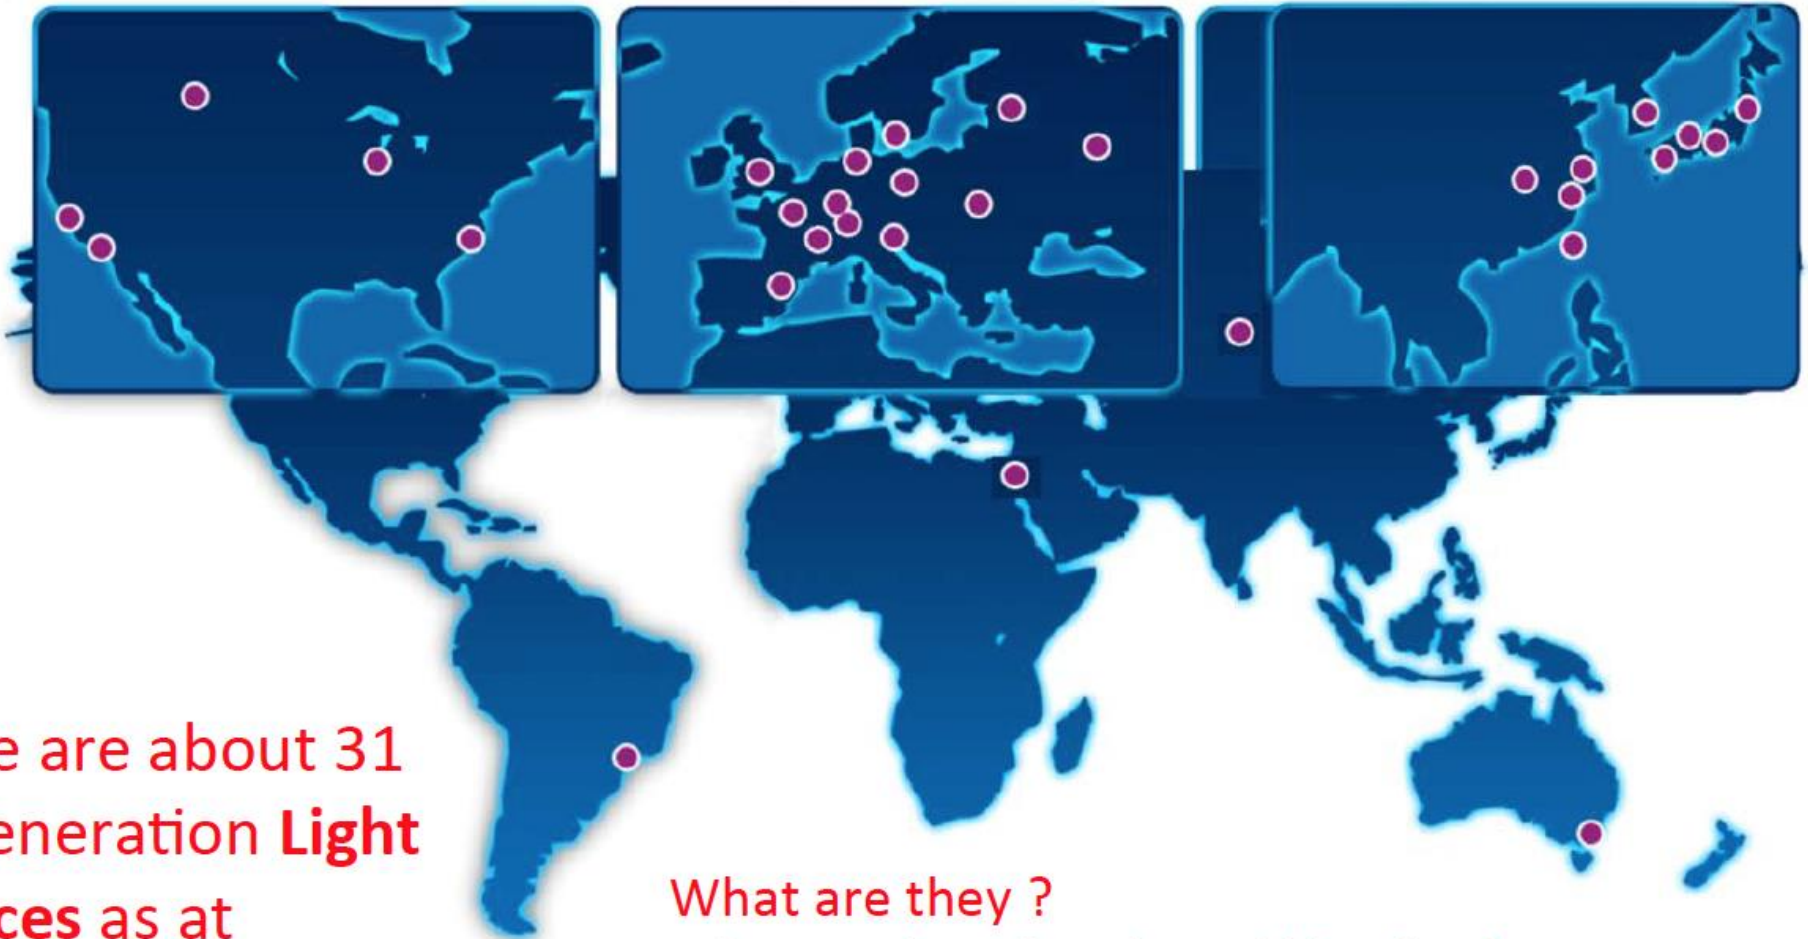 e are about 31
eneration Light
ces as at
What are they ?